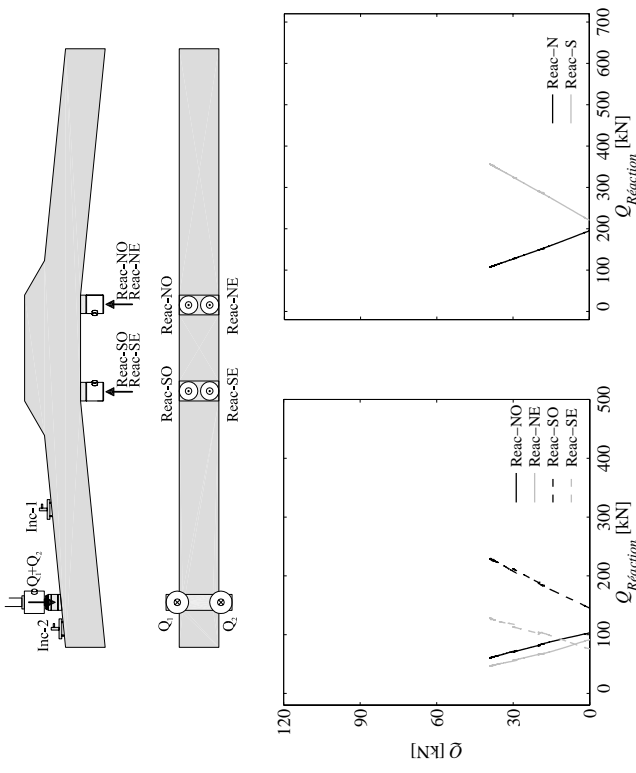 Inc-2
Q1+Q2
Inc-1
Reac-SO
Reac-SE
Reac-NO
Reac-NE
Q1
Q2
Reac-SO
Reac-SE
Reac-NO
Reac-NE
Q [kN]
120
90
60
30
0
0
100
200
300
400
500
QRéaction [kN]
Reac-NO
Reac-NE
Reac-SO
Reac-SE
0
100
200
300
400
500
600
700
QRéaction [kN]
Reac-N
Reac-S